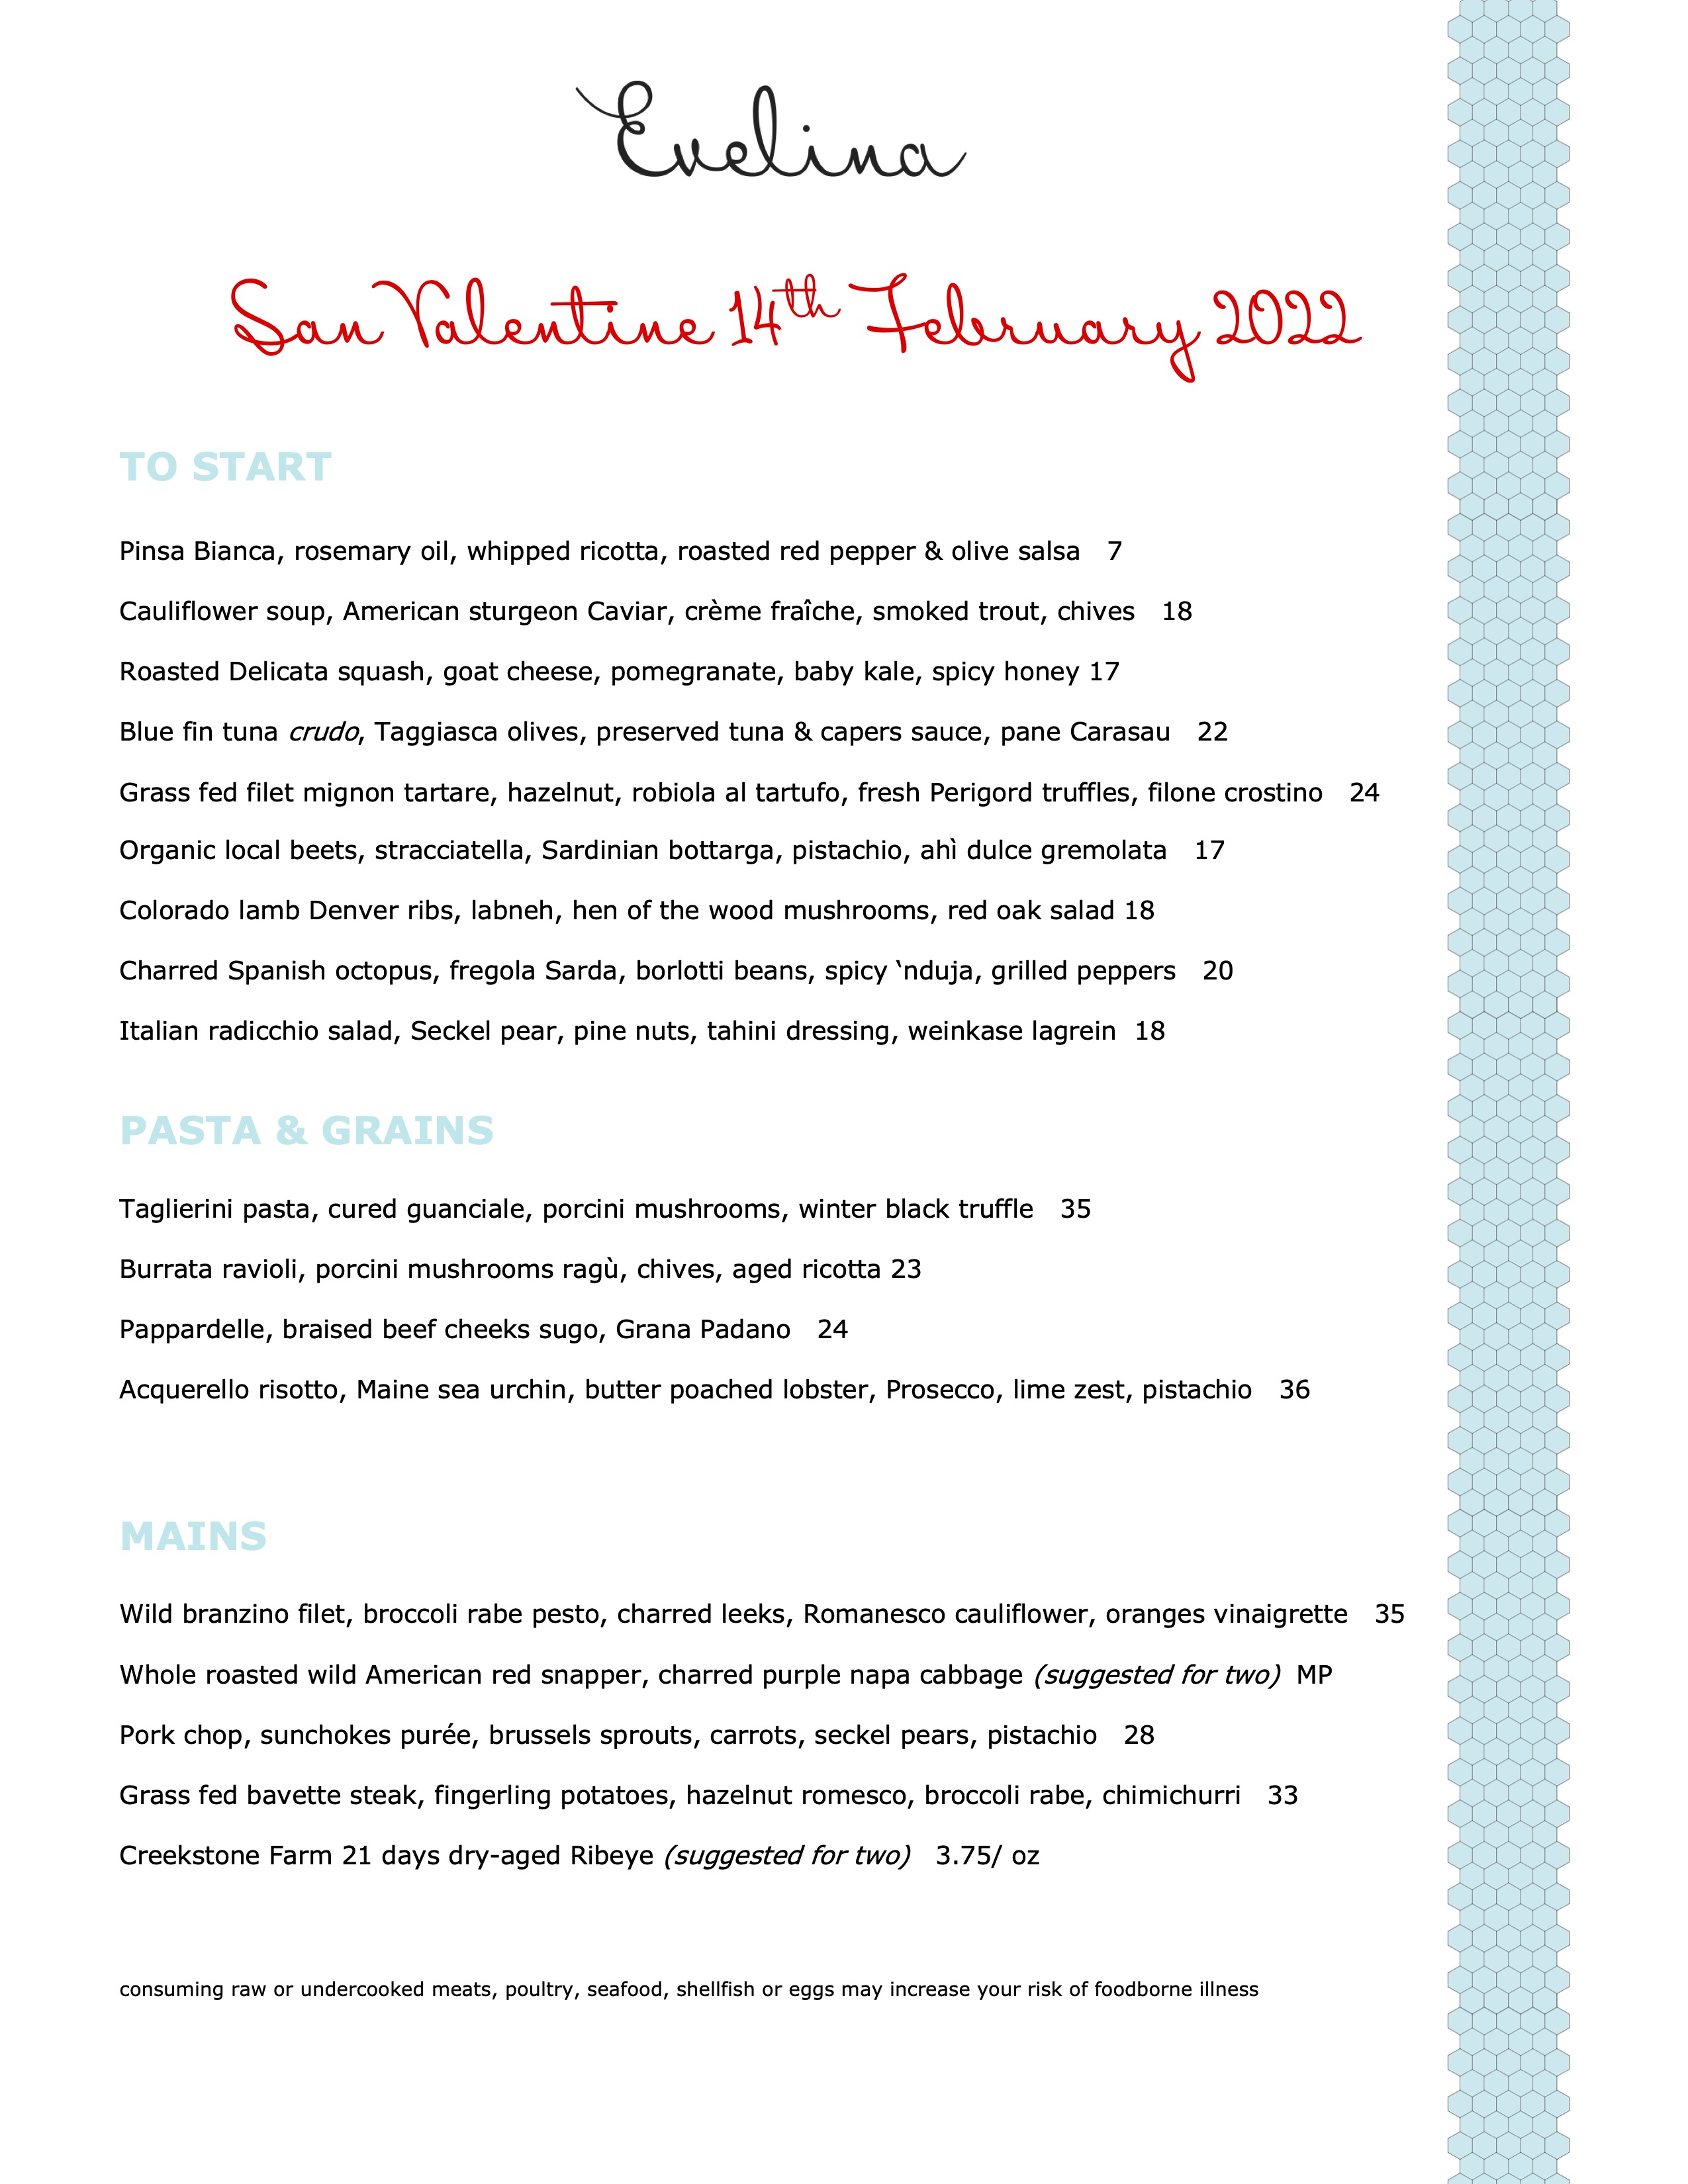 Evelina
San Valentine 14th February 2022
TO START
Pinsa Bianca, rosemary oil, whipped ricotta, roasted red pepper & olive salsa 7
Cauliflower soup, American sturgeon Caviar, crème fraîche, smoked trout, chives 18
Roasted Delicata squash, goat cheese, pomegranate, baby kale, spicy honey 17
Blue fin tuna crudo, Taggiasca olives, preserved tuna & capers sauce, pane Carasau 22
Grass fed filet mignon tartare, hazelnut, robiola al tartufo, fresh Perigord truffles, filone crostino 24
Organic local beets, stracciatella, Sardinian bottarga, pistachio, ahì dulce gremolata 17
Colorado lamb Denver ribs, labneh, hen of the wood mushrooms, red oak salad 18
Charred Spanish octopus, fregola Sarda, borlotti beans, spicy ‛nduja, grilled peppers 20
Italian radicchio salad, Seckel pear, pine nuts, tahini dressing, weinkase lagrein 18
PASTA & GRAINS
Taglierini pasta, cured guanciale, porcini mushrooms, winter black truffle 35
Burrata ravioli, porcini mushrooms ragù, chives, aged ricotta 23
Pappardelle, braised beef cheeks sugo, Grana Padano 24
Acquerello risotto, Maine sea urchin, butter poached lobster, Prosecco, lime zest, pistachio 36
MAINS
Wild branzino filet, broccoli rabe pesto, charred leeks, Romanesco cauliflower, oranges vinaigrette 35
Whole roasted wild American red snapper, charred purple napa cabbage (suggested for two) MP
Pork chop, sunchokes purée, brussels sprouts, carrots, seckel pears, pistachio 28
Grass fed bavette steak, fingerling potatoes, hazelnut romesco, broccoli rabe, chimichurri 33
Creekstone Farm 21 days dry-aged Ribeye (suggested for two) 3.75/ oz
consuming raw or undercooked meats, poultry, seafood, shellfish or eggs may increase your risk of foodborne illness